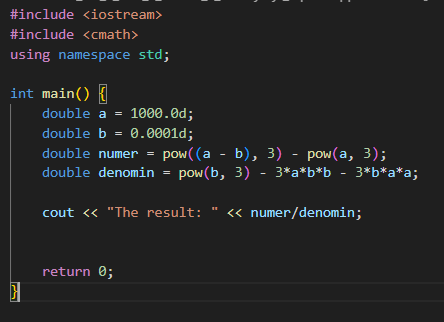 #include <iostream>
#include <cmath>
using namespace std;
int main() {
double a = 1000.0d;
double b = 0.0001d;
double numer = pow((a - b), 3) - pow(a, 3);
double denomin = pow(b, 3) - 3*a*b*b - 3*b*a*a;
cout << "The result: " << numer/denomin;
return 0;
}